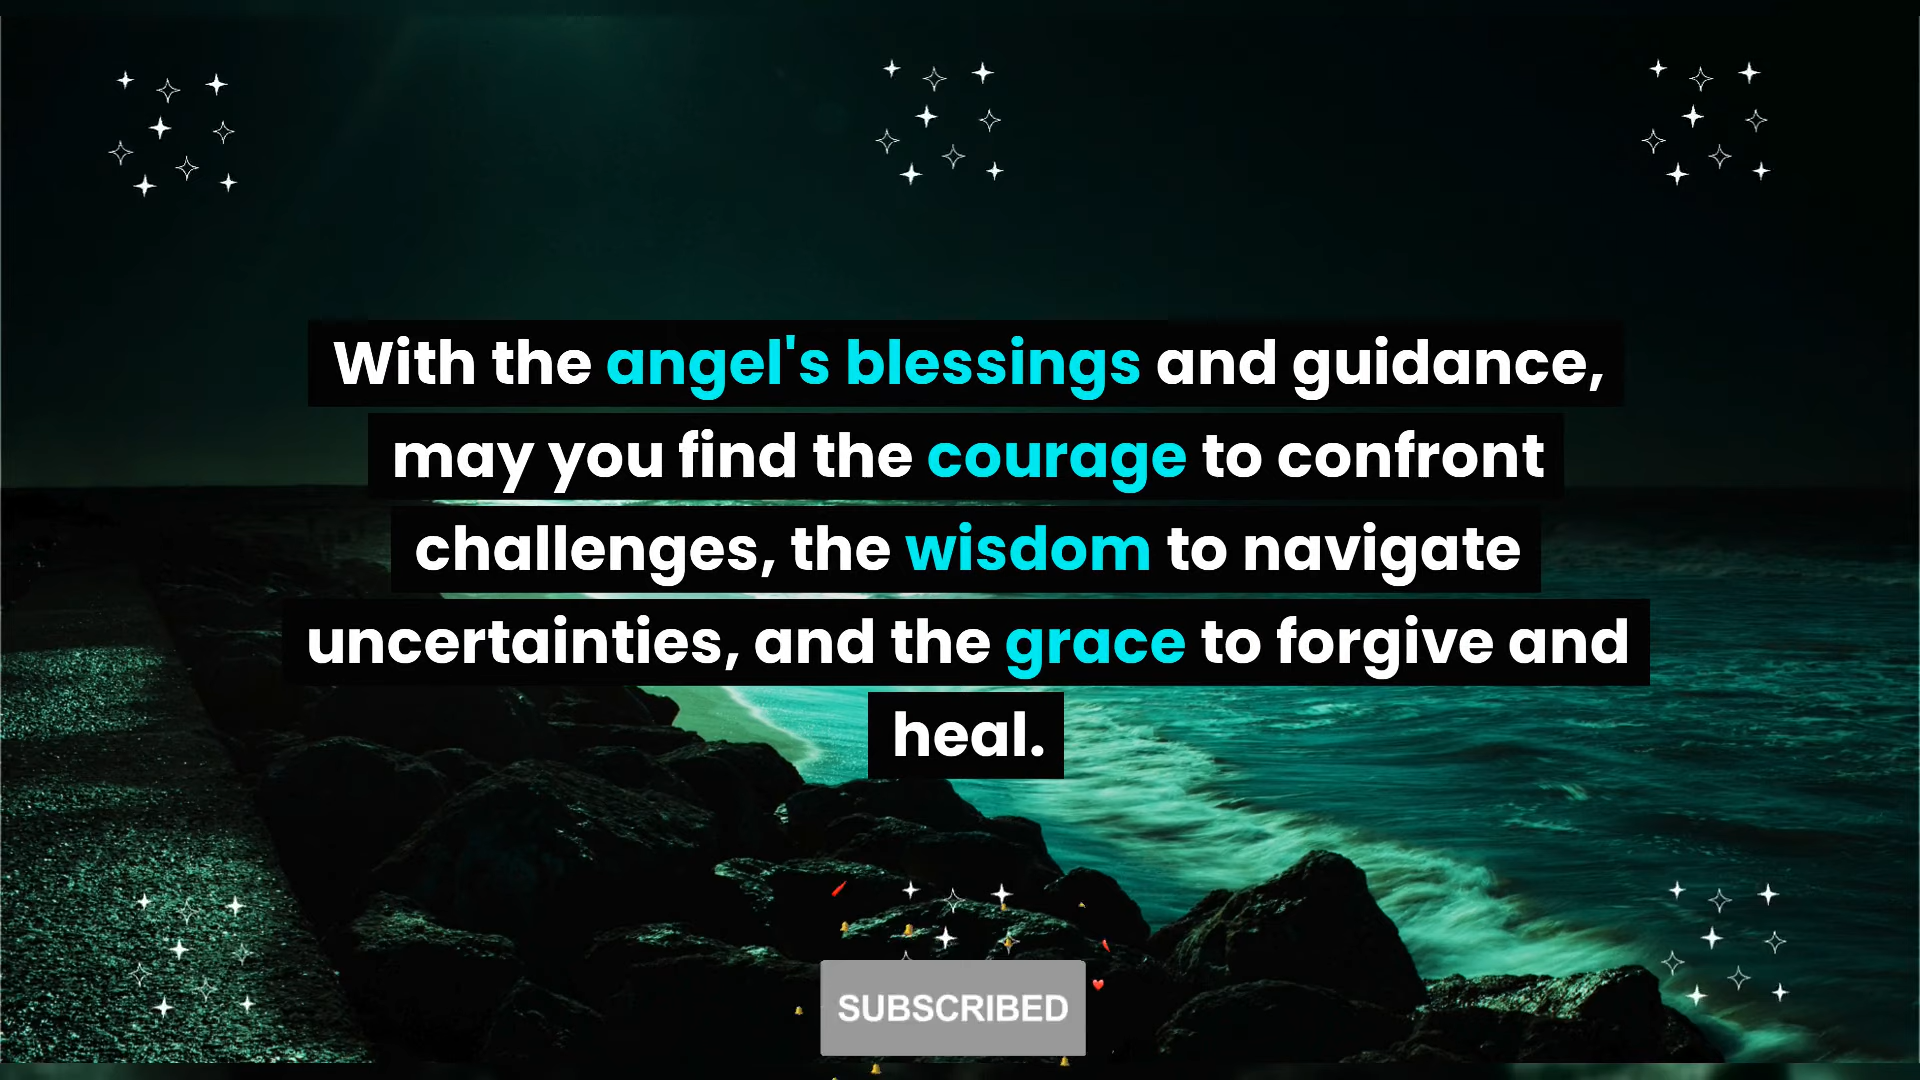 With the angel's blessings and guidance,
may you find the courage to confront
challenges, the wisdom to navigate
uncertainties, and the grace to forgive and
heal.
SUBSCRIBED